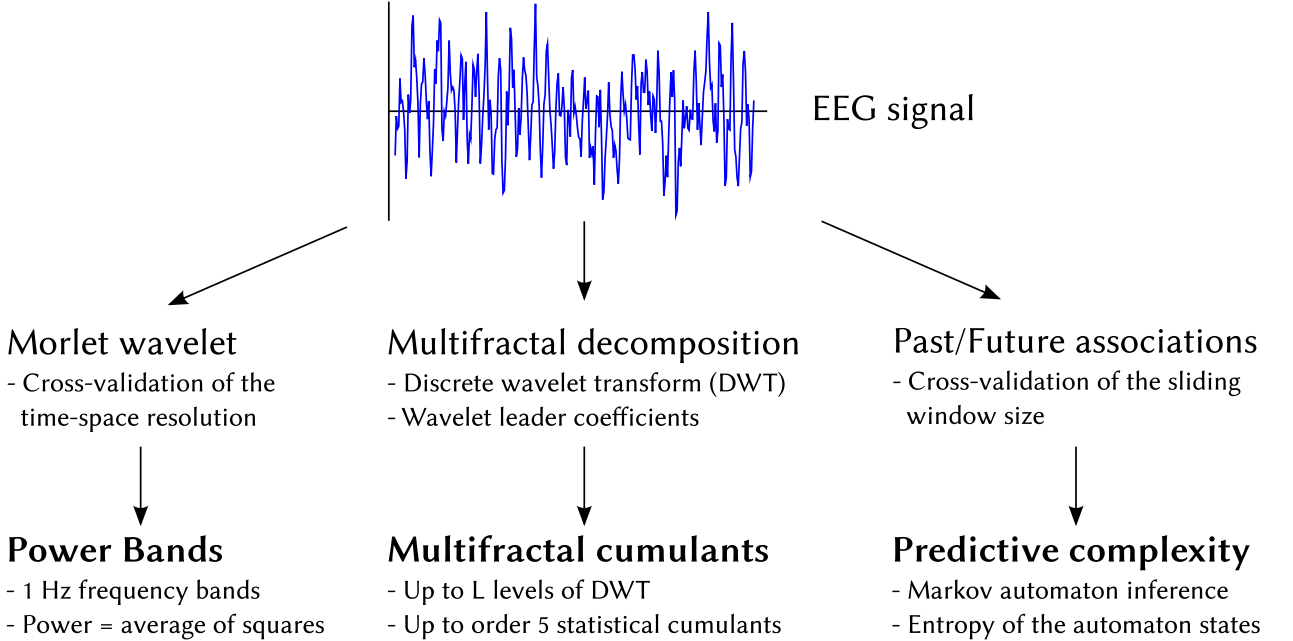 EEG signal
Morlet wavelet
- Cross-validation of the
time-space resolution
Multifractal decomposition
- Discrete wavelet transform (DWT)
- Wavelet leader coefficients
Past/Future associations
- Cross-validation of the sliding
window size
Power Bands
- 1 Hz frequency bands
- Power = average of squares
Multifractal cumulants
- Up to L levels of DWT
- Up to order 5 statistical cumulants
Predictive complexity
- Markov automaton inference
- Entropy of the automaton states